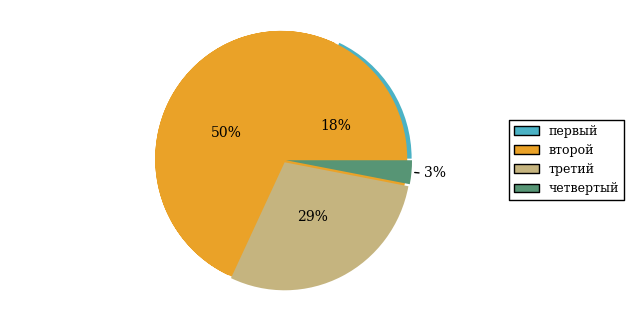 18%
50%
3%
29%
первый
второй
третий
четвертый